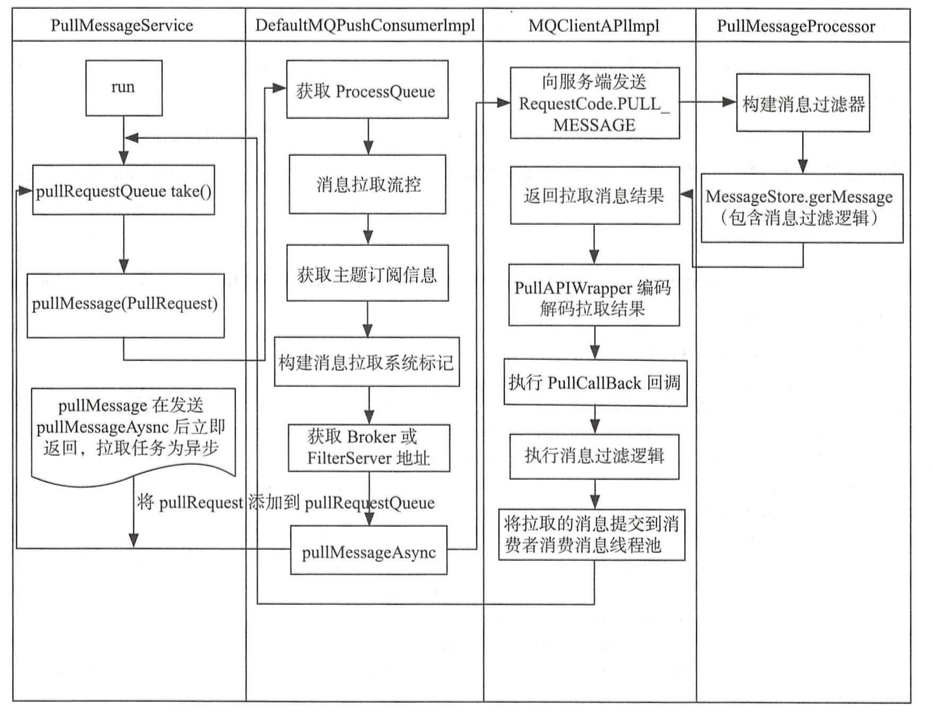 PullMessageService
DefaultMQPushConsumerImpl
MQClientAPIImpl
PullMessageProcessor
run
pullRequestQueue take()
pullMessage(PullRequest)
pullMessage 在发送
pullMessageAysnc 后立即
返回，拉取任务为异步
将 pullRequest 添加到 pullRequestQueue
获取 ProcessQueue
消息拉取流控
获取主题订阅信息
构建消息拉取系统标记
获取 Broker 或
FilterServer 地址
pullMessageAsync
向服务端发送
RequestCode.PULL_
MESSAGE
返回拉取消息结果
PullAPIWrapper 编码
解码拉取结果
执行 PullCallBack 回调
执行消息过滤逻辑
将拉取的消息提交到消
费者消费消息线程池
构建消息过滤器
MessageStore.gerMessage
（包含消息过滤逻辑）